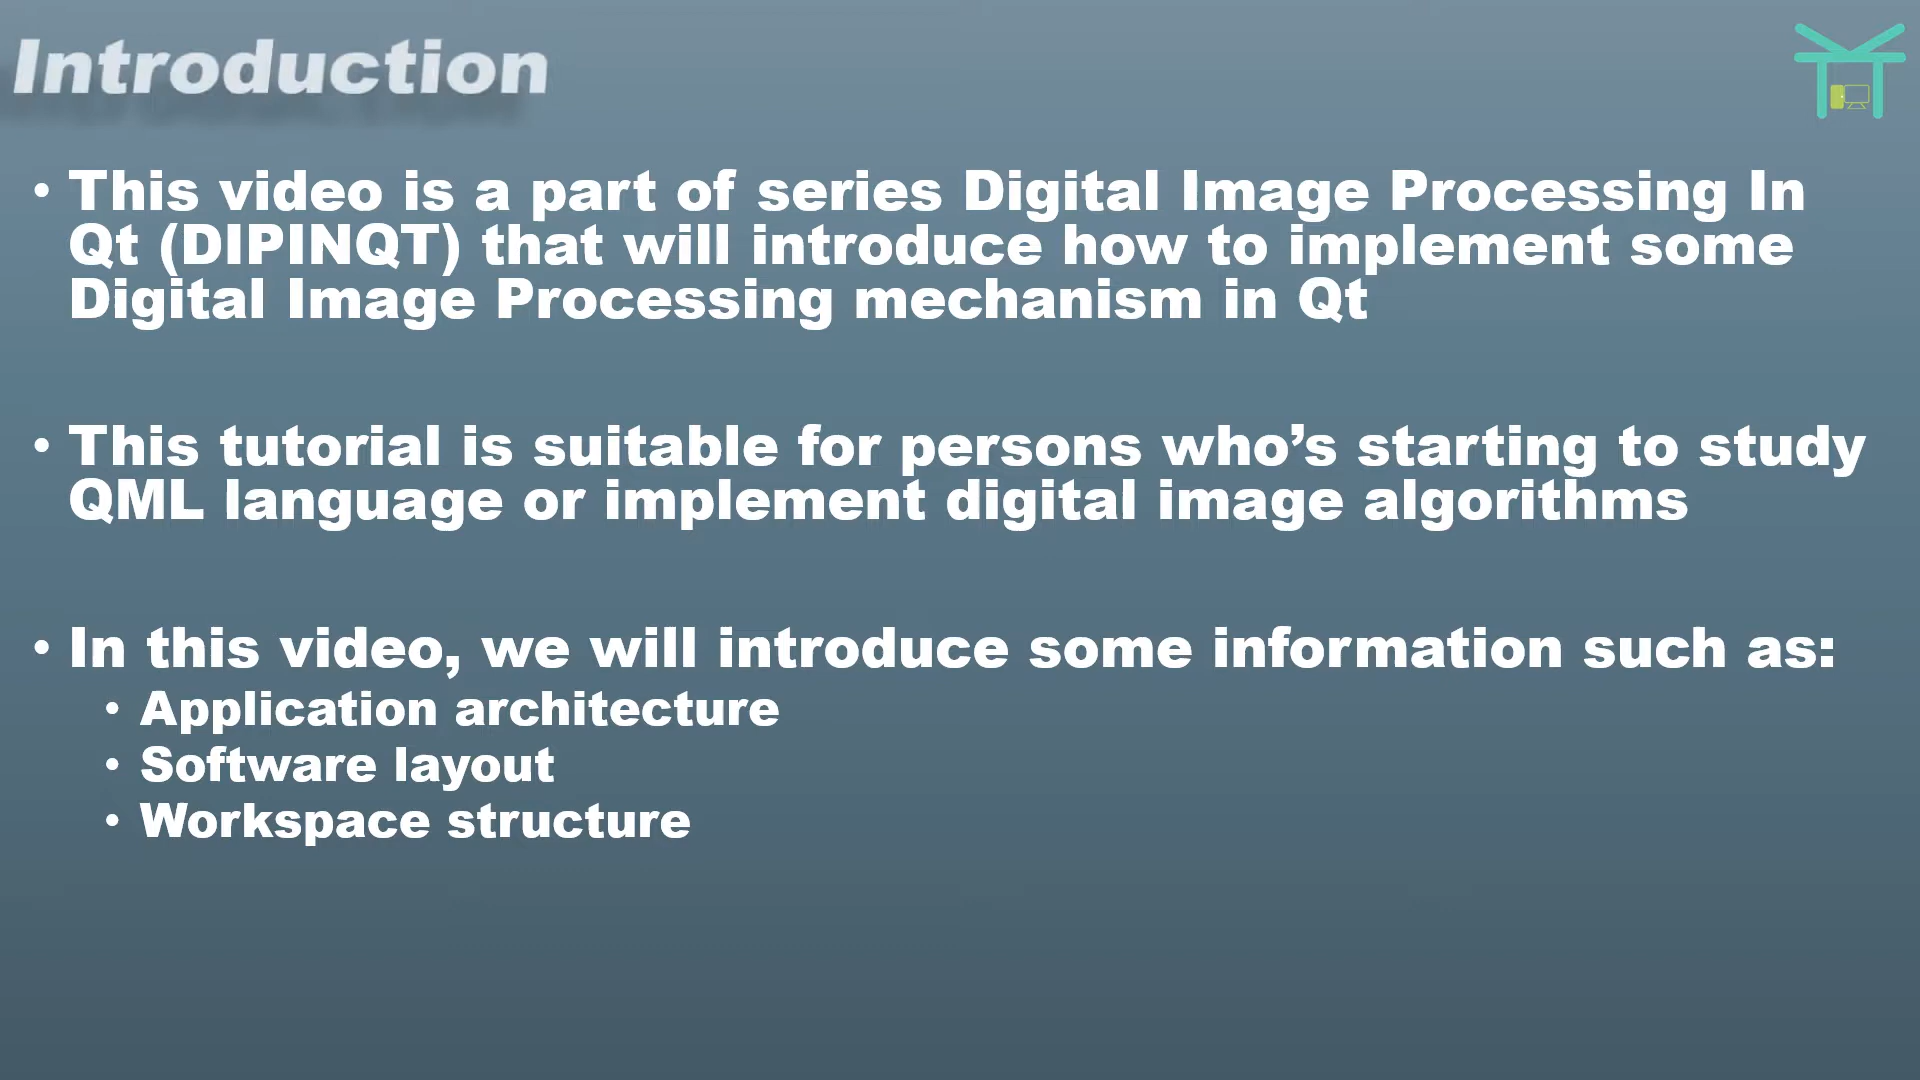 Introduction
• This video is a part of series Digital Image Processing In
Qt (DIPINQT) that will introduce how to implement some
Digital Image Processing mechanism in Qt
• This tutorial is suitable for persons who’s starting to study
QML language or implement digital image algorithms
• In this video, we will introduce some information such as:
• Application architecture
• Software layout
• Workspace structure